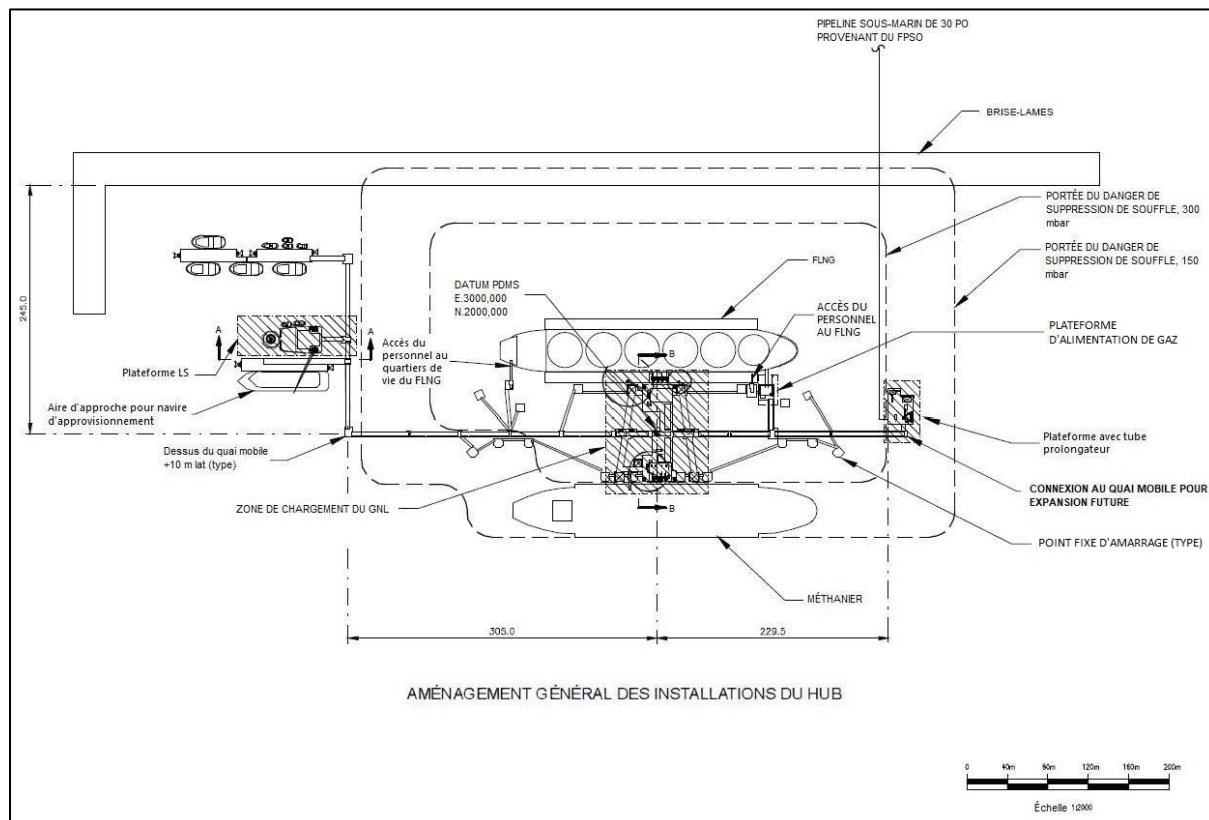 PIPELINE SOUS-MARIN DE 30 PO
PROVENANT DU FPSO
BRISE-LAMES
PORTÉE DU DANGER DE
SUPPRESSION DE SOUFFLE, 300
mbar
PORTÉE DU DANGER DE
SUPPRESSION DE SOUFFLE, 150
mbar
FLNG
DATUM PDMS
E.3000,000
N.2000,000
ACCÈS DU
PERSONNEL
AU FLNG
PLATEFORME
D'ALIMENTATION DE GAZ
245.0
A
A
B
Accès du
personnel au
quartiers de
vie du FLNG
Plateforme LS
Aire d'approche pour navire
d'approvisionnement
Plateforme avec tube
prolongateur
Dessus du quai mobile
+10 m lat (type)
CONNEXION AU QUAI MOBILE POUR
EXPANSION FUTURE
ZONE DE CHARGEMENT DU GNL
B
POINT FIXE D'AMARRAGE (TYPE)
MÉTHANIER
305.0
229.5
AMÉNAGEMENT GÉNÉRAL DES INSTALLATIONS DU HUB
0 40m 80m 120m 160m 200m
Échelle 1:2000